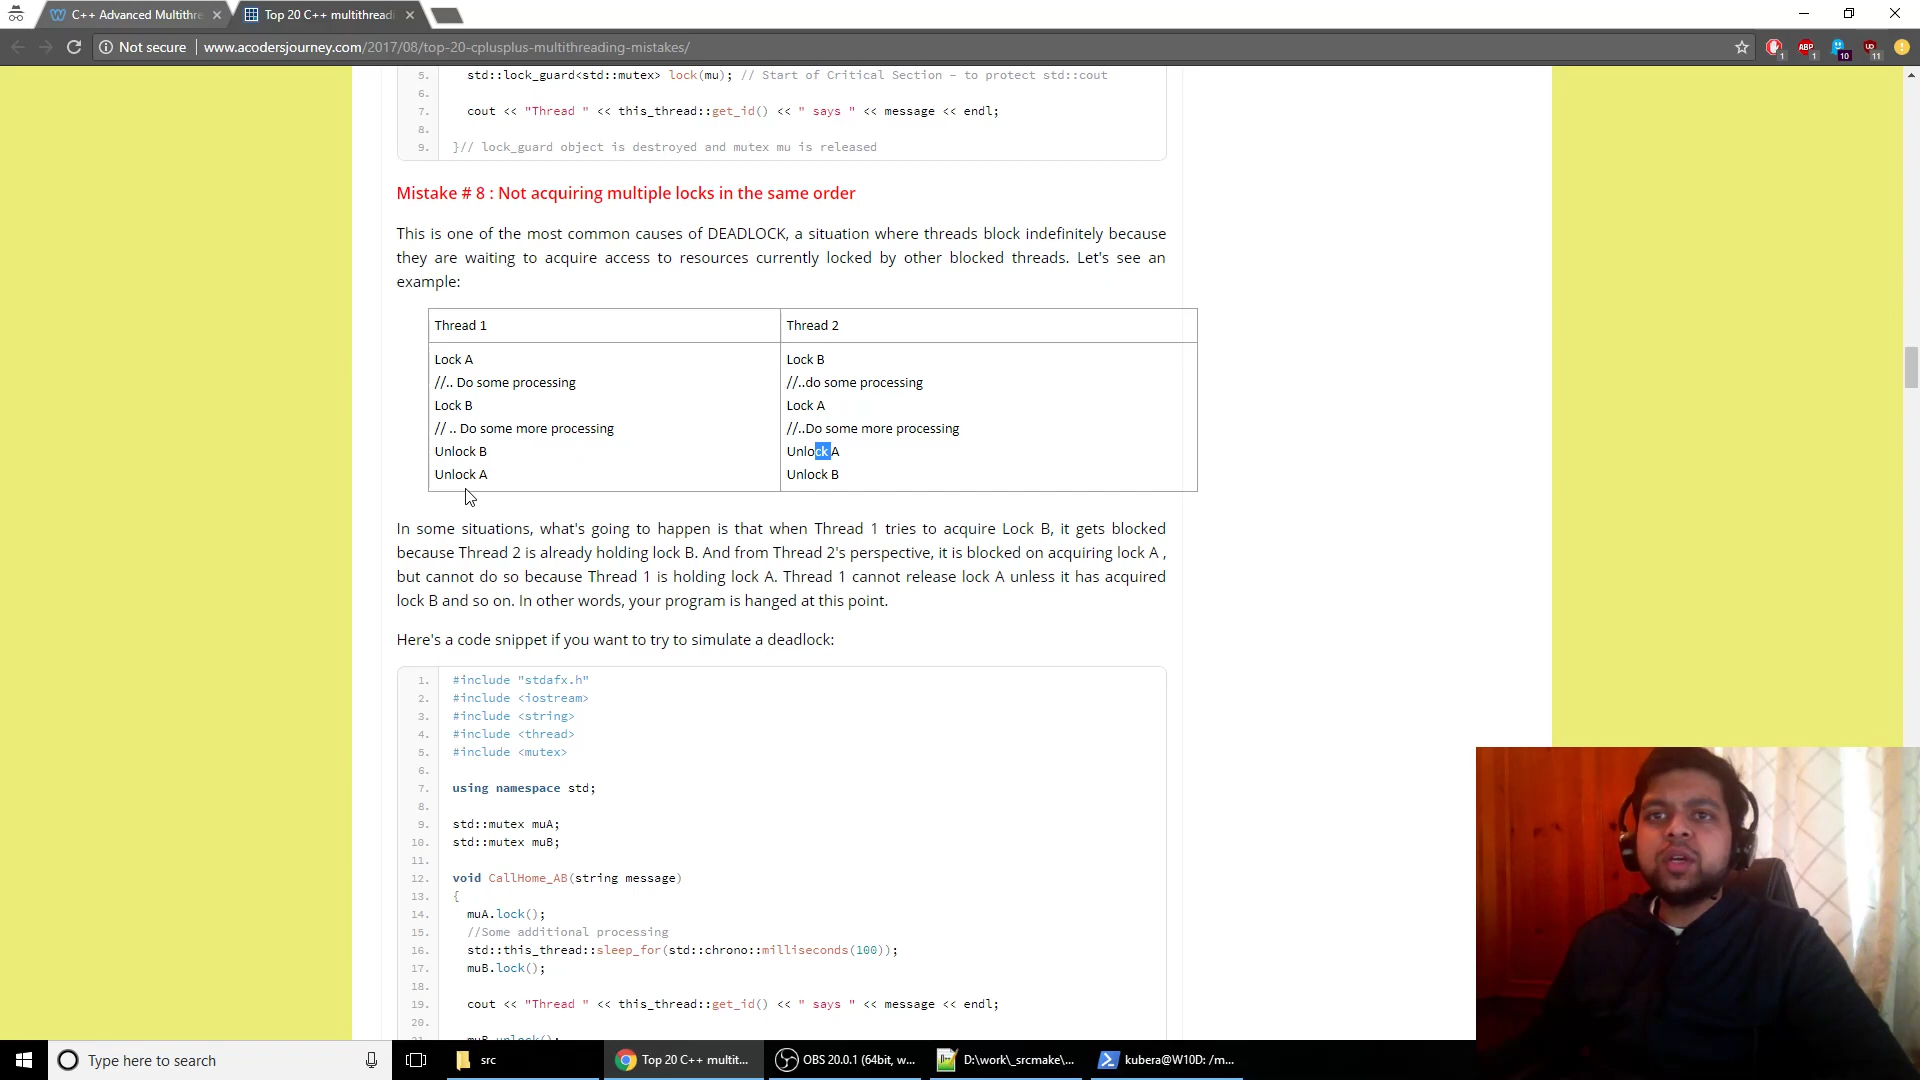 C++ Advanced Multithre
Top 20 C++ multithreadi
Not secure
www.acodersjourney.com/2017/08/top-20-cplusplus-multithreading-mistakes/
1
ABP 1
10
11
5. std::lock_guard<std::mutex> lock(mu); // Start of Critical Section – to protect std::cout
6.
7. cout << "Thread " << this_thread::get_id() << " says " << message << endl;
8.
9. }// lock_guard object is destroyed and mutex mu is released
Mistake # 8 : Not acquiring multiple locks in the same order
This is one of the most common causes of DEADLOCK, a situation where threads block indefinitely because
they are waiting to acquire access to resources currently locked by other blocked threads. Let's see an
example:
Thread 1
Thread 2
Lock A
//.. Do some processing
Lock B
// .. Do some more processing
Unlock B
Unlock A
Lock B
//..do some processing
Lock A
//..Do some more processing
Unlock A
Unlock B
In some situations, what's going to happen is that when Thread 1 tries to acquire Lock B, it gets blocked
because Thread 2 is already holding lock B. And from Thread 2's perspective, it is blocked on acquiring lock A ,
but cannot do so because Thread 1 is holding lock A. Thread 1 cannot release lock A unless it has acquired
lock B and so on. In other words, your program is hanged at this point.
Here's a code snippet if you want to try to simulate a deadlock:
1. #include "stdafx.h"
2. #include <iostream>
3. #include <string>
4. #include <thread>
5. #include <mutex>
6.
7. using namespace std;
8.
9. std::mutex muA;
10. std::mutex muB;
11.
12. void CallHome_AB(string message)
13. {
14. muA.lock();
15. //Some additional processing
16. std::this_thread::sleep_for(std::chrono::milliseconds(100));
17. muB.lock();
18.
19. cout << "Thread " << this_thread::get_id() << " says " << message << endl;
20.
21. muB.unlock();
Type here to search
src
Top 20 C++ multit...
OBS 20.0.1 (64bit, w...
D:\work\_srcmake\...
kubera@W10D: /m...